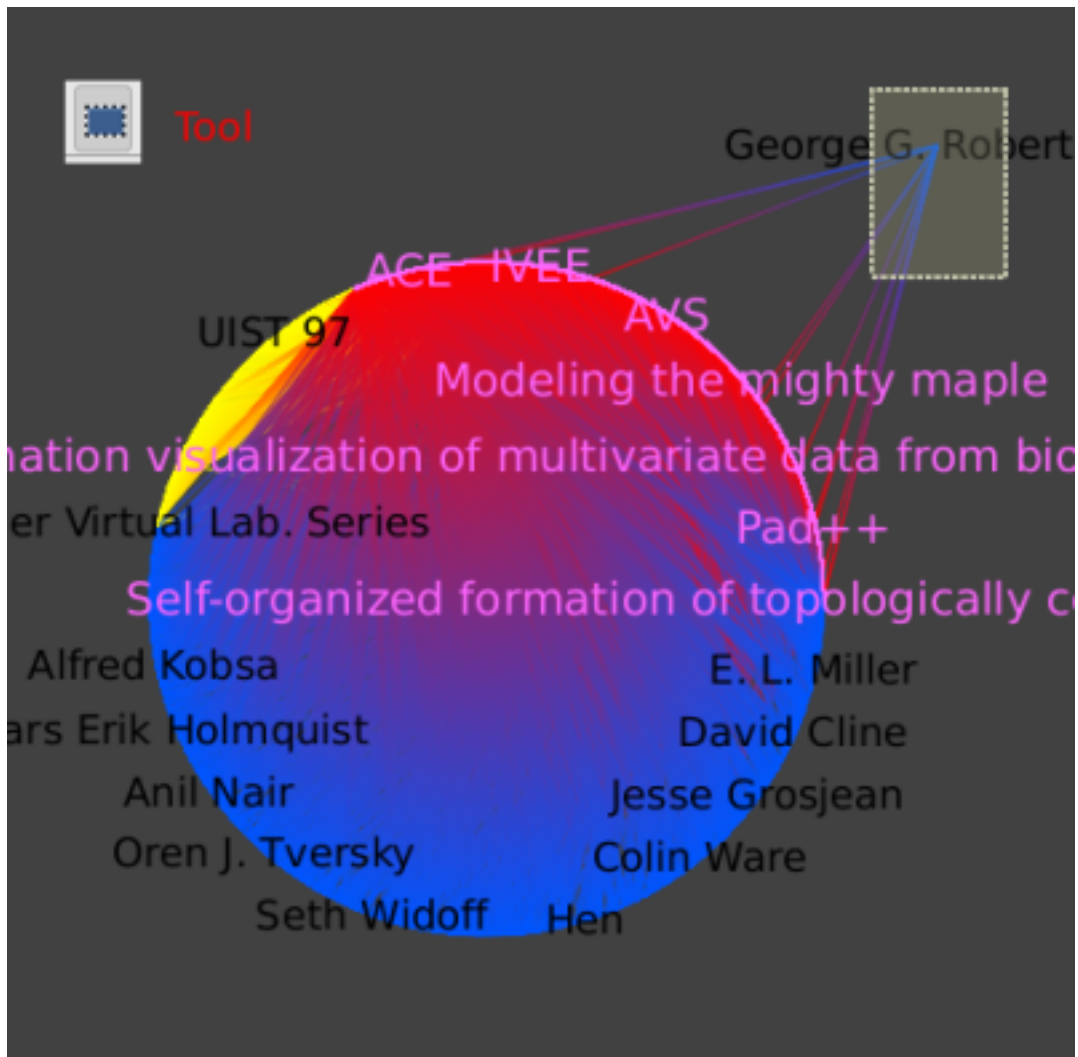 Tool
George G. Robert
ACE
IVEE
AVS
UIST 97
Modeling the mighty maple
nation visualization of multivariate data from bio
er Virtual Lab. Series
Pad++
Self-organized formation of topologically co
Alfred Kobsa
E. L. Miller
ars Erik Holmquist
David Cline
Anil Nair
Jesse Grosjean
Oren J. Tversky
Colin Ware
Seth Widoff
Hen